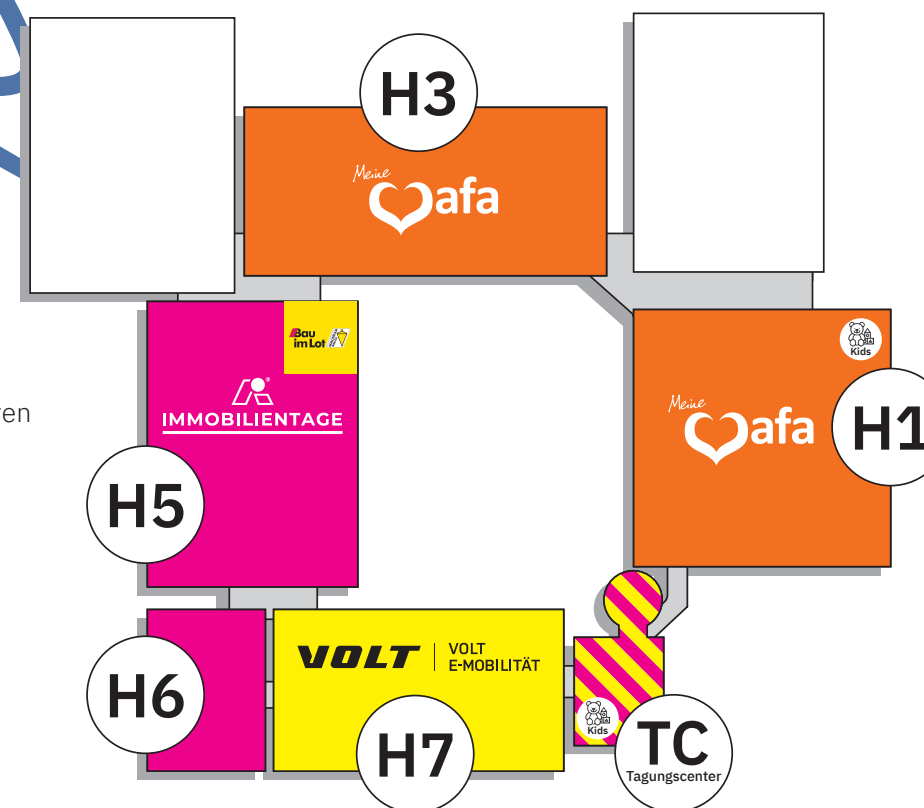 H3
Meine
afa
Bau
im Lot
IMMOBILIENTAGE
ren
H5
Kids
Meine
afa
H1
H6
VOLT
VOLT
E-MOBILITÄT
H7
Kids
TC
Tagungscenter